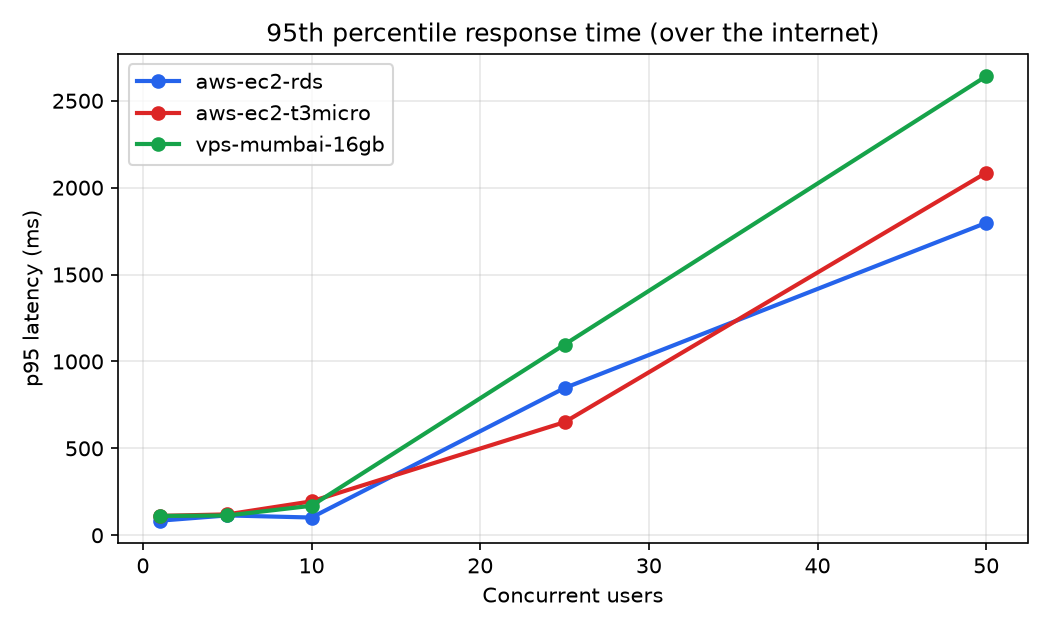 95th percentile response time (over the internet)
aws-ec2-rds
aws-ec2-t3micro
vps-mumbai-16gb
p95 latency (ms)
2500
2000
1500
1000
500
0
0 10 20 30 40 50
Concurrent users